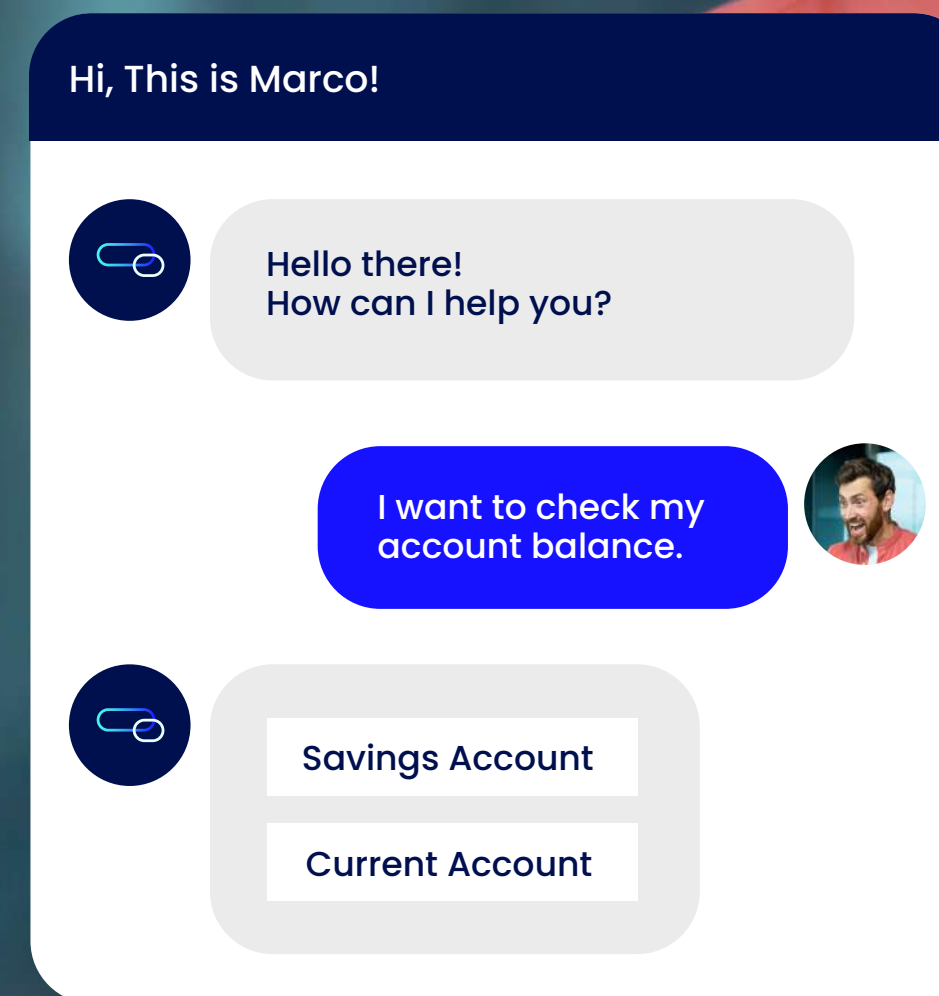 Hi, This is Marco!
Hello there!
How can I help you?
I want to check my
account balance.
Savings Account
Current Account